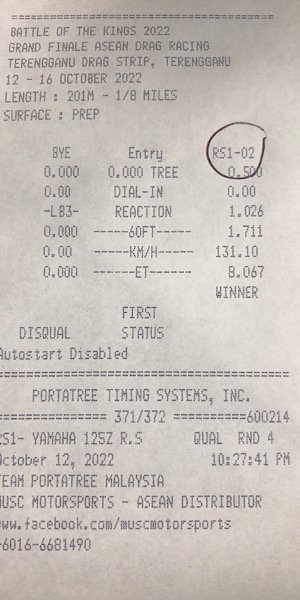 BATTLE OF THE KINGS 2022
GRAND FINALE ASEAN DRAG RACING
TERENGGANU DRAG STRIP, TERENGGANU
12 - 16 OCTOBER 2022
LENGTH : 201M - 1/8 MILES
SURFACE : PREP
BYE Entry RS1-02
0.000 0.000 TREE 0.500
0.00 DIAL-IN 0.00
-LB3- REACTION 1.026
0.000 -----60FT----- 1.711
0.00 -----KM/H----- 131.10
0.000 ------ET------ 8.067
WINNER
FIRST
DISQUAL STATUS
Autostart Disabled
PORTATREE TIMING SYSTEMS, INC.
============= 371/372 ==========600214
RS1- YAMAHA 125Z R.S QUAL RND 4
October 12, 2022 10:27:41 PM
TEAM PORTATREE MALAYSIA
MUSC MOTORSPORTS - ASEAN DISTRIBUTOR
www.facebook.com/muscmotorsports
+6016-6681490